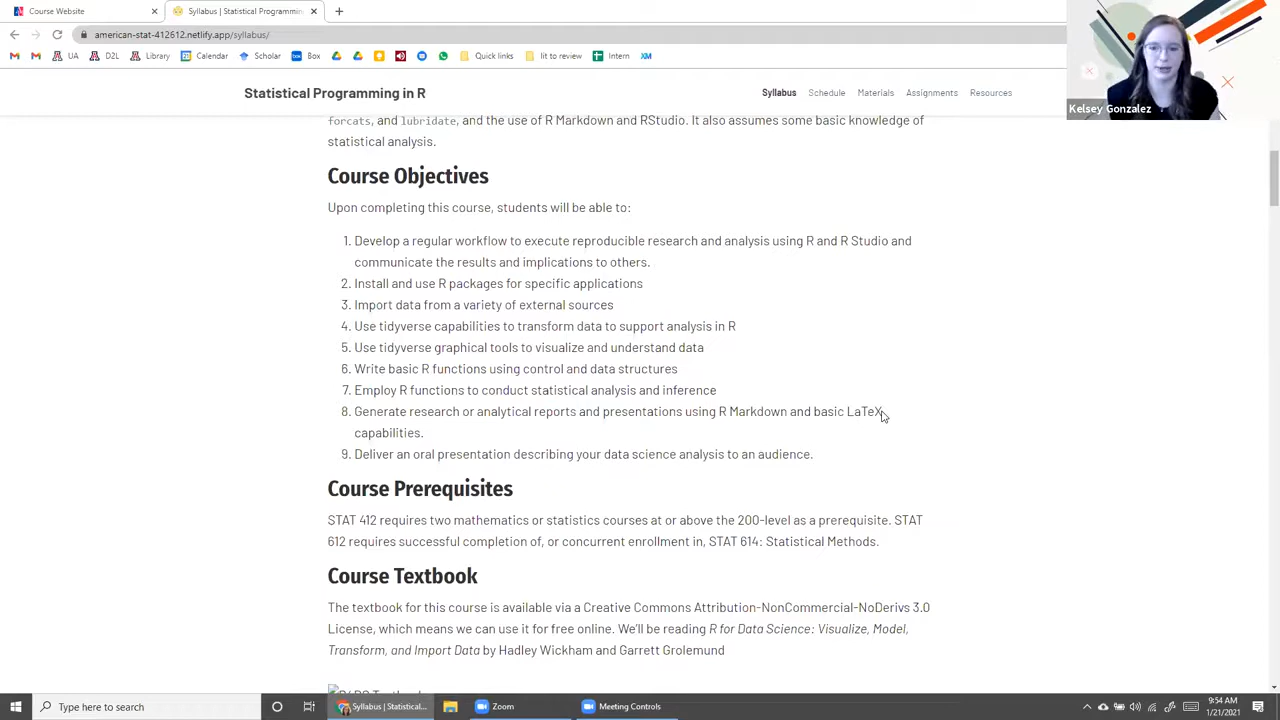 Course Website
Syllabus | Statistical Programming
american-stat-412612.netlify.app/syllabus/
UA D2L Library Calendar Scholar Box Quick links lit to review Intern
Kelsey Gonzalez
Statistical Programming in R
Syllabus Schedule Materials Assignments Resources
forcats, and lubridate, and the use of R Markdown and RStudio. It also assumes some basic knowledge of
statistical analysis.
Course Objectives
Upon completing this course, students will be able to:
1. Develop a regular workflow to execute reproducible research and analysis using R and R Studio and
communicate the results and implications to others.
2. Install and use R packages for specific applications
3. Import data from a variety of external sources
4. Use tidyverse capabilities to transform data to support analysis in R
5. Use tidyverse graphical tools to visualize and understand data
6. Write basic R functions using control and data structures
7. Employ R functions to conduct statistical analysis and inference
8. Generate research or analytical reports and presentations using R Markdown and basic LaTeX
capabilities.
9. Deliver an oral presentation describing your data science analysis to an audience.
Course Prerequisites
STAT 412 requires two mathematics or statistics courses at or above the 200-level as a prerequisite. STAT
612 requires successful completion of, or concurrent enrollment in, STAT 614: Statistical Methods.
Course Textbook
The textbook for this course is available via a Creative Commons Attribution-NonCommercial-NoDerivs 3.0
License, which means we can use it for free online. We'll be reading R for Data Science: Visualize, Model,
Transform, and Import Data by Hadley Wickham and Garrett Grolemund
Type here to search
Syllabus | Statistical...
Zoom
Meeting Controls
9:54 AM
1/21/2021